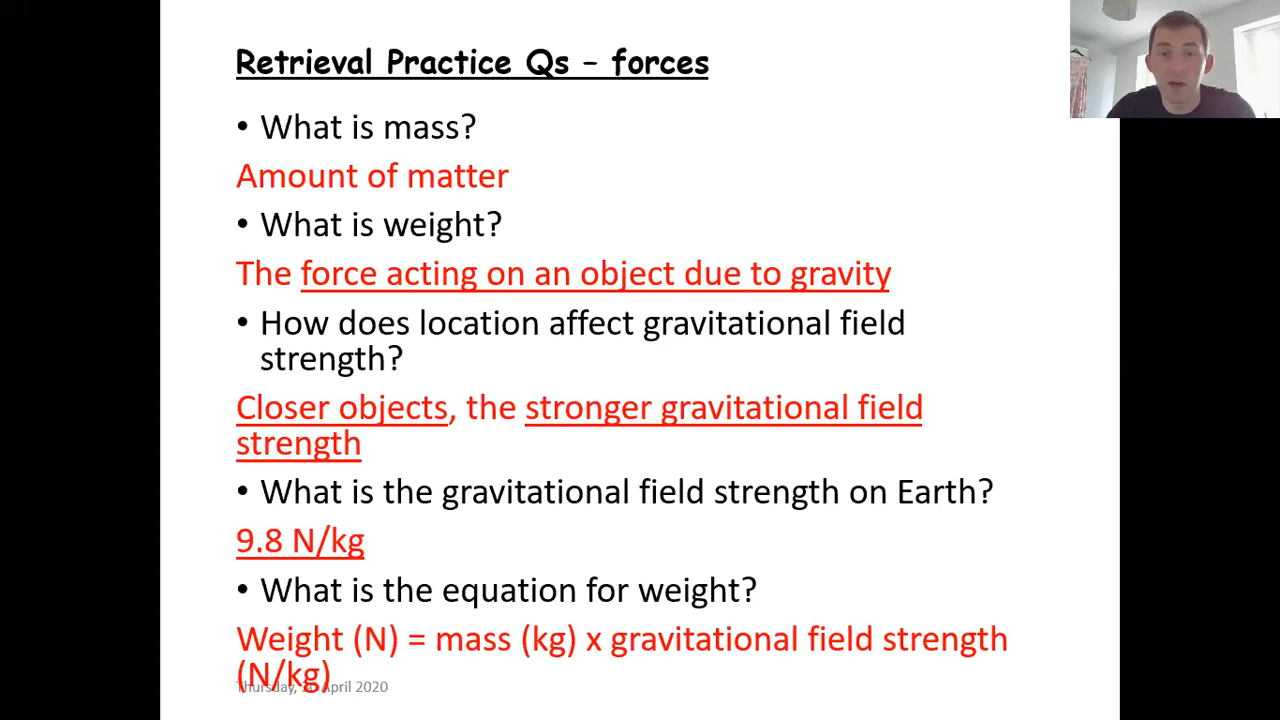 Retrieval Practice Qs – forces
• What is mass?
Amount of matter
• What is weight?
The force acting on an object due to gravity
• How does location affect gravitational field
strength?
Closer objects, the stronger gravitational field
strength
• What is the gravitational field strength on Earth?
9.8 N/kg
• What is the equation for weight?
Weight (N) = mass (kg) x gravitational field strength
(N/kg)
Thursday, April 2020